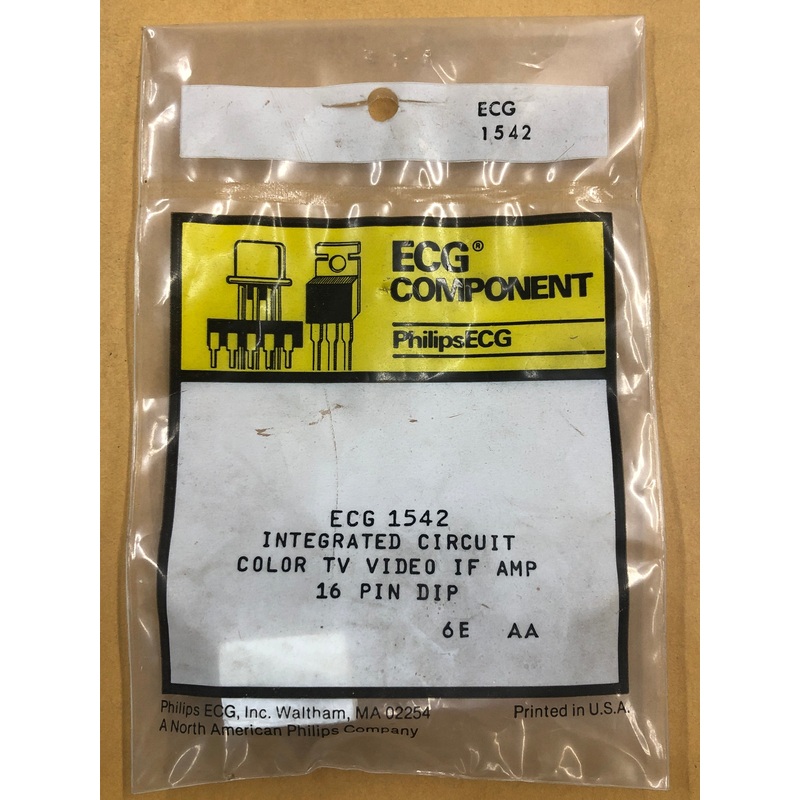 ECG
1542
ECG®
COMPONENT
PhilipsECG
ECG 1542
INTEGRATED CIRCUIT
COLOR TV VIDEO IF AMP
16 PIN DIP
6E AA
Philips ECG, Inc. Waltham, MA 02254 Printed in U.S.A.
A North American Philips Company